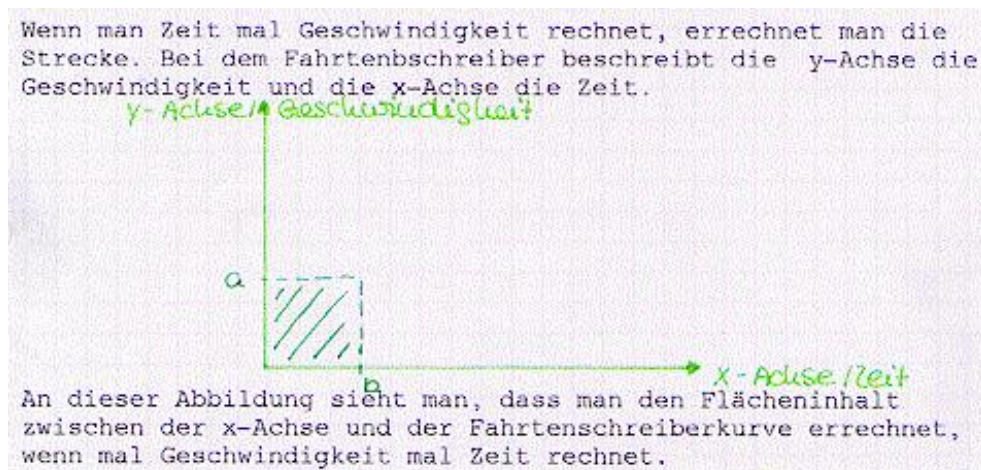 Wenn man Zeit mal Geschwindigkeit rechnet, errechnet man die
Strecke. Bei dem Fahrtenbschreiber beschreibt die y-Achse die
Geschwindigkeit und die x-Achse die Zeit.
y-Achse/Geschwindigkeit
a
b
x-Achse/Zeit
An dieser Abbildung sieht man, dass man den Flächeninhalt
zwischen der x-Achse und der Fahrtenschreiberkurve errechnet,
wenn mal Geschwindigkeit mal Zeit rechnet.